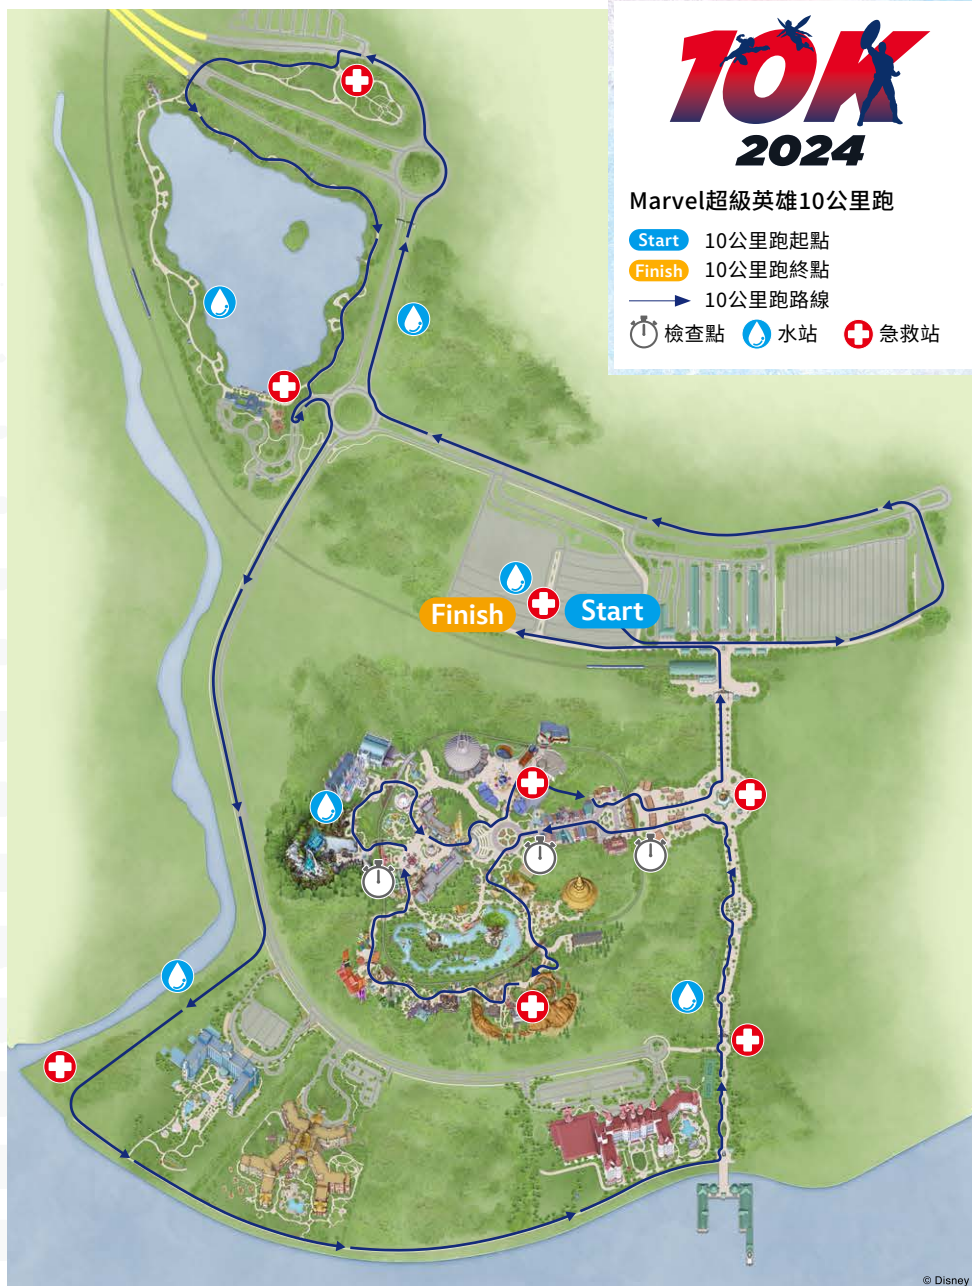 10K
2024
Marvel超級英雄10公里跑
Start 10公里跑起點
Finish 10公里跑終點
10公里跑路線
檢查點 水站 急救站
Finish Start
© Disney